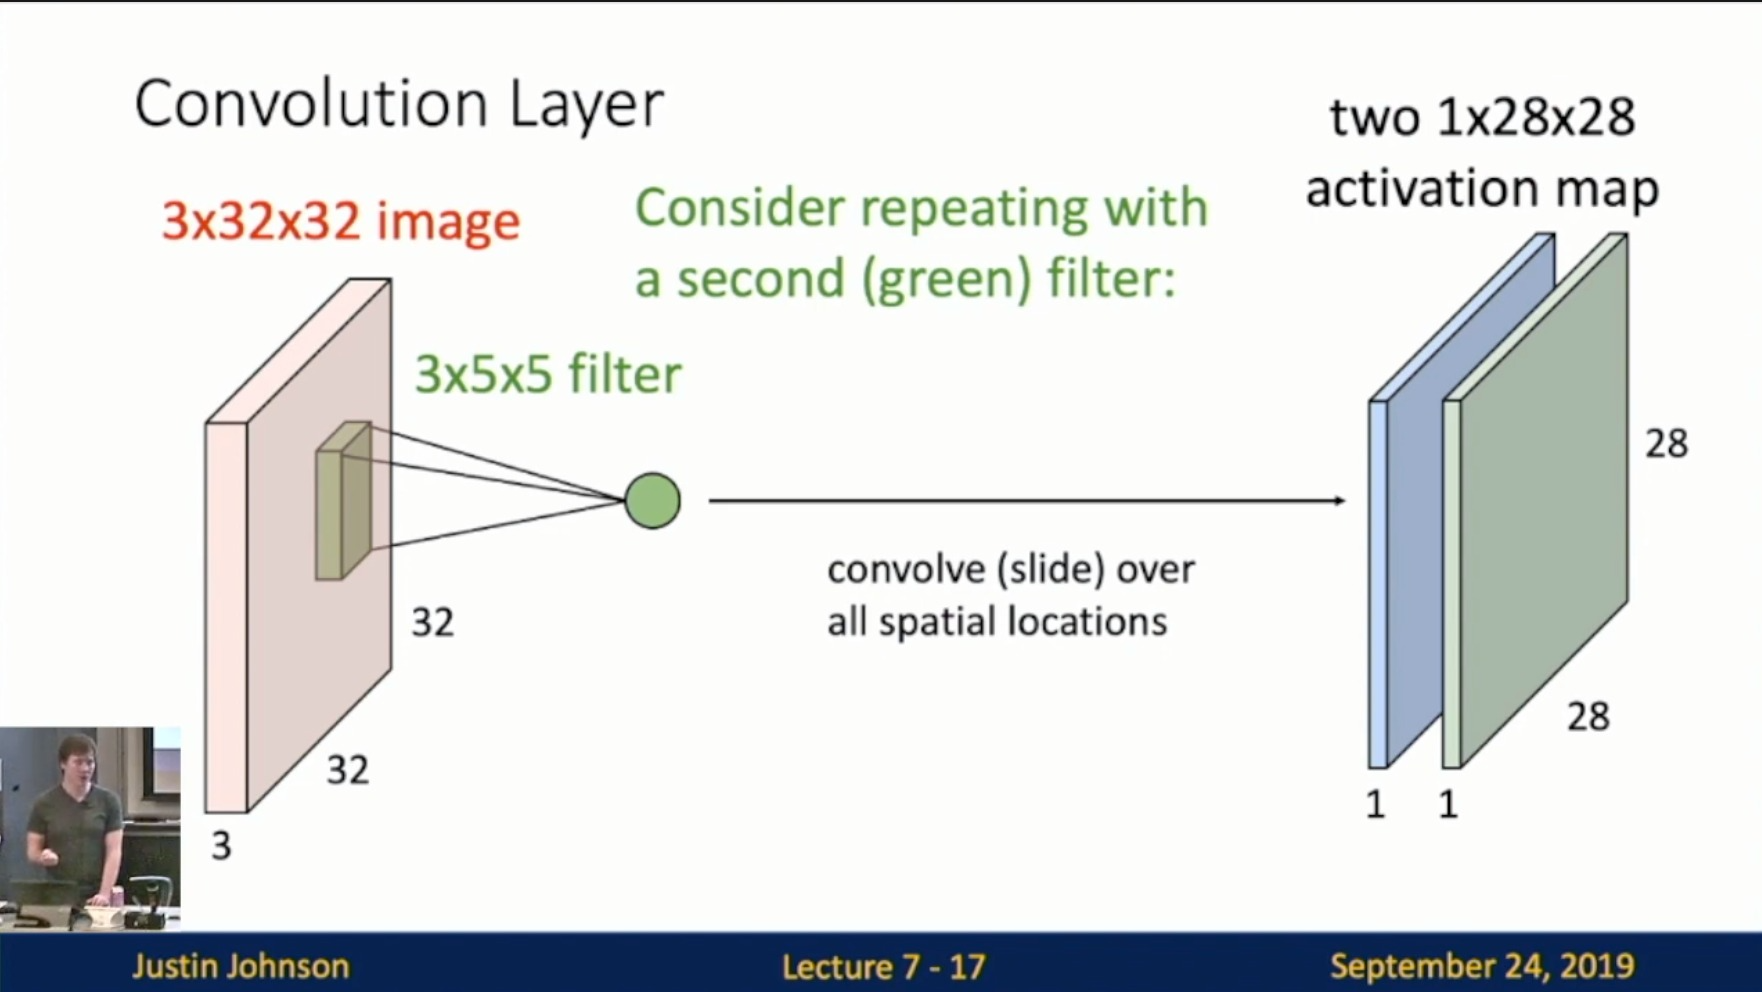 Convolution Layer
3x32x32 image
Consider repeating with
a second (green) filter:
two 1x28x28
activation map
3x5x5 filter
32
32
3
convolve (slide) over
all spatial locations
28
28
1
1
Justin Johnson
Lecture 7 - 17
September 24, 2019